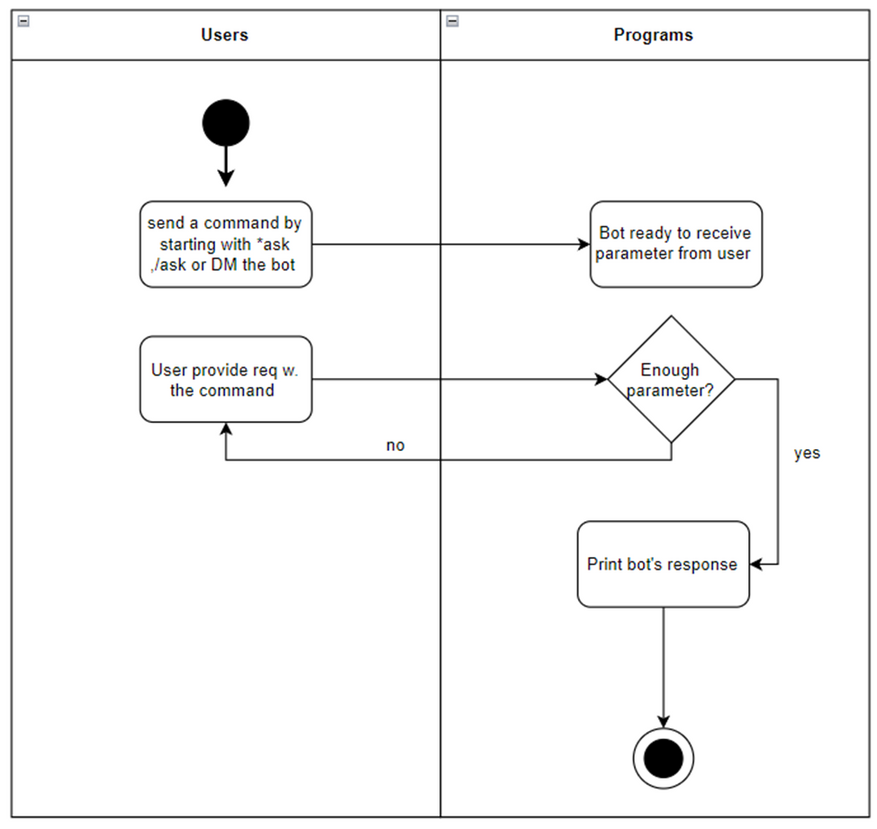 Users
Programs
send a command by
starting with *ask
,/ask or DM the bot
Bot ready to receive
parameter from user
User provide req w.
the command
Enough
parameter?
no
yes
Print bot's response